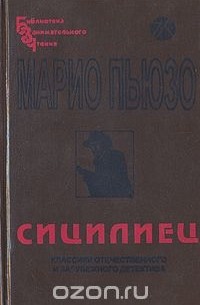 Библиотека
Занимательного
Чтения
МАРИО ПЬЮЗО
СИЦИЛИЕЦ
КЛАССИКИ ОТЕЧЕСТВЕННОГО
И ЗАРУБЕЖНОГО ДЕТЕКТИВА
OZON.ru